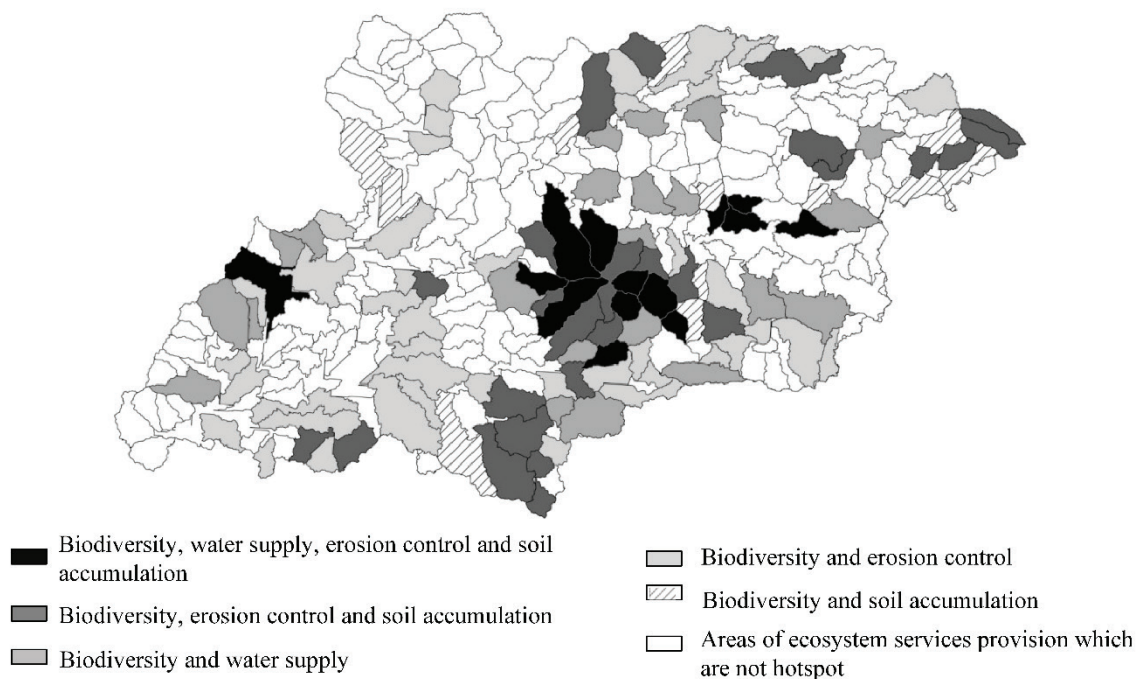 Biodiversity, water supply, erosion control and soil
accumulation
Biodiversity, erosion control and soil accumulation
Biodiversity and water supply
Biodiversity and erosion control
Biodiversity and soil accumulation
Areas of ecosystem services provision which
are not hotspot